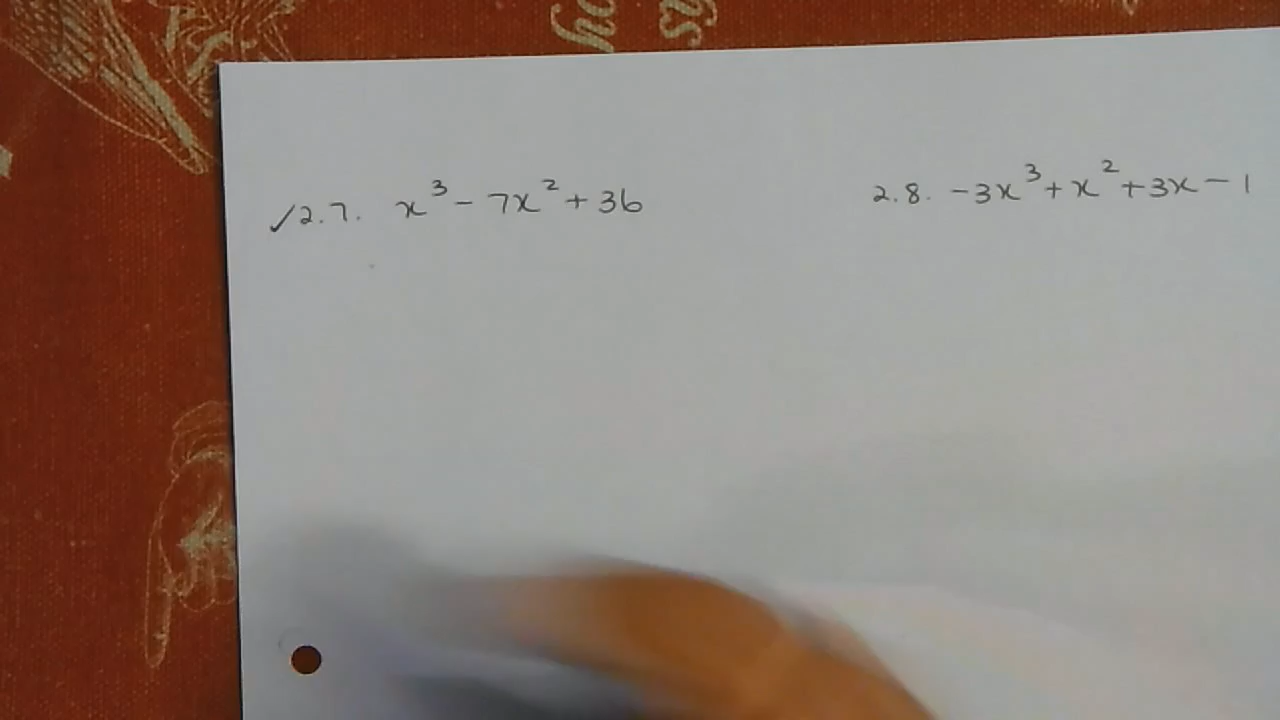 ✓2.7. x³ - 7x² + 36
2.8. -3x³ + x² + 3x - 1